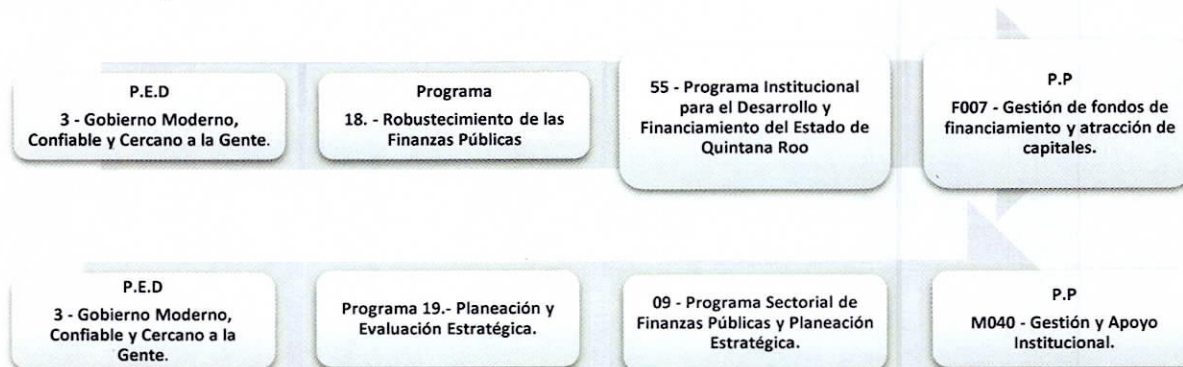 P.E.D
3 - Gobierno Moderno,
Confiable y Cercano a la Gente.
Programa
18. - Robustecimiento de las
Finanzas Públicas
55 - Programa Institucional
para el Desarrollo y
Financiamiento del Estado de
Quintana Roo
P.P
F007 - Gestión de fondos de
financiamiento y atracción de
capitales.
P.E.D
3 - Gobierno Moderno,
Confiable y Cercano a la
Gente.
Programa 19.- Planeación y
Evaluación Estratégica.
09 - Programa Sectorial de
Finanzas Públicas y Planeación
Estratégica.
P.P
M040 - Gestión y Apoyo
Institucional.